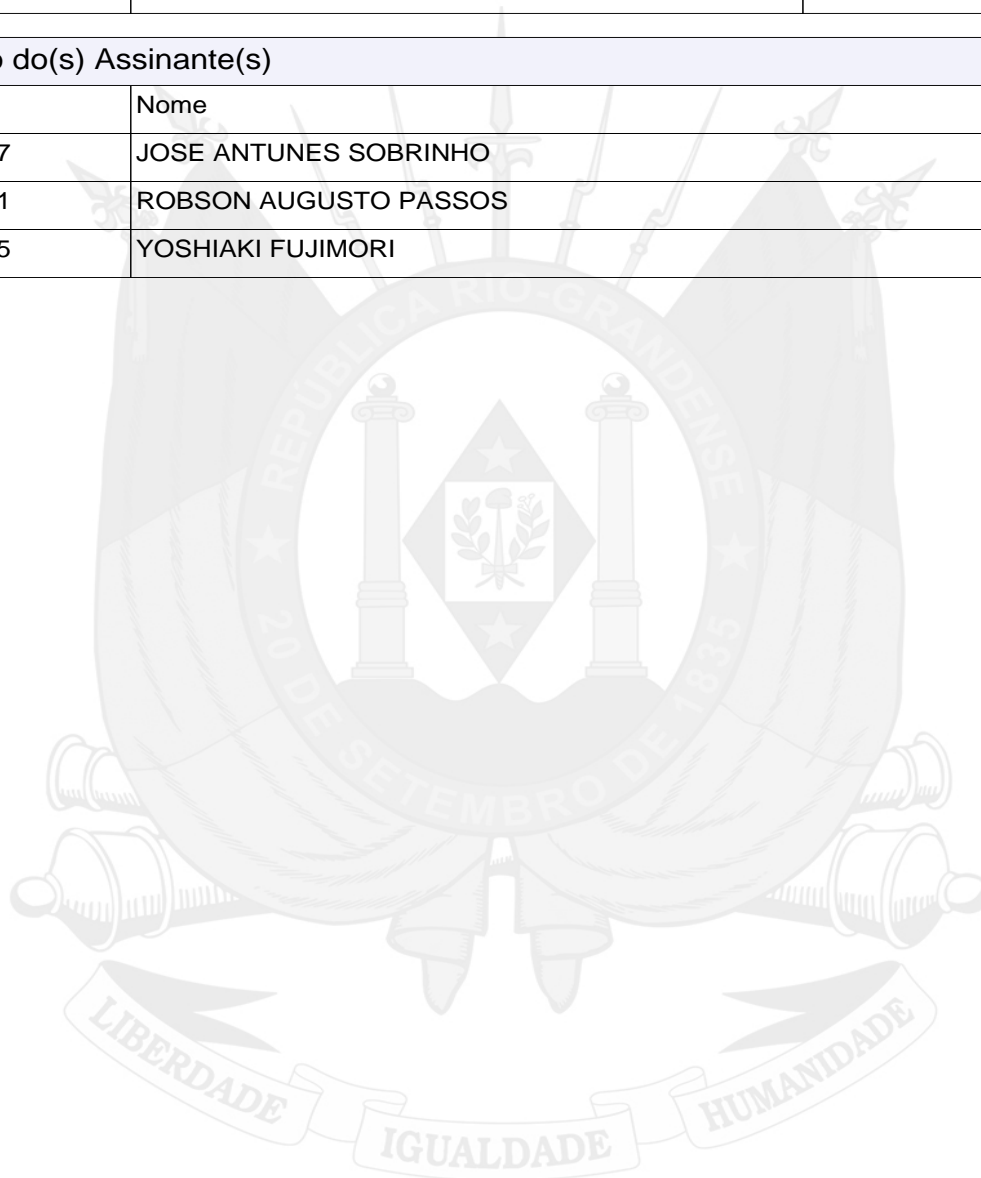 o do(s) Assinante(s)
Nome
7 JOSE ANTUNES SOBRINHO
1 ROBSON AUGUSTO PASSOS
5 YOSHIAKI FUJIMORI
REPÚBLICA RIO-GRANDENSE
20 DE SETEMBRO DE 1835
LIBERDADE IGUALDADE HUMANIDADE